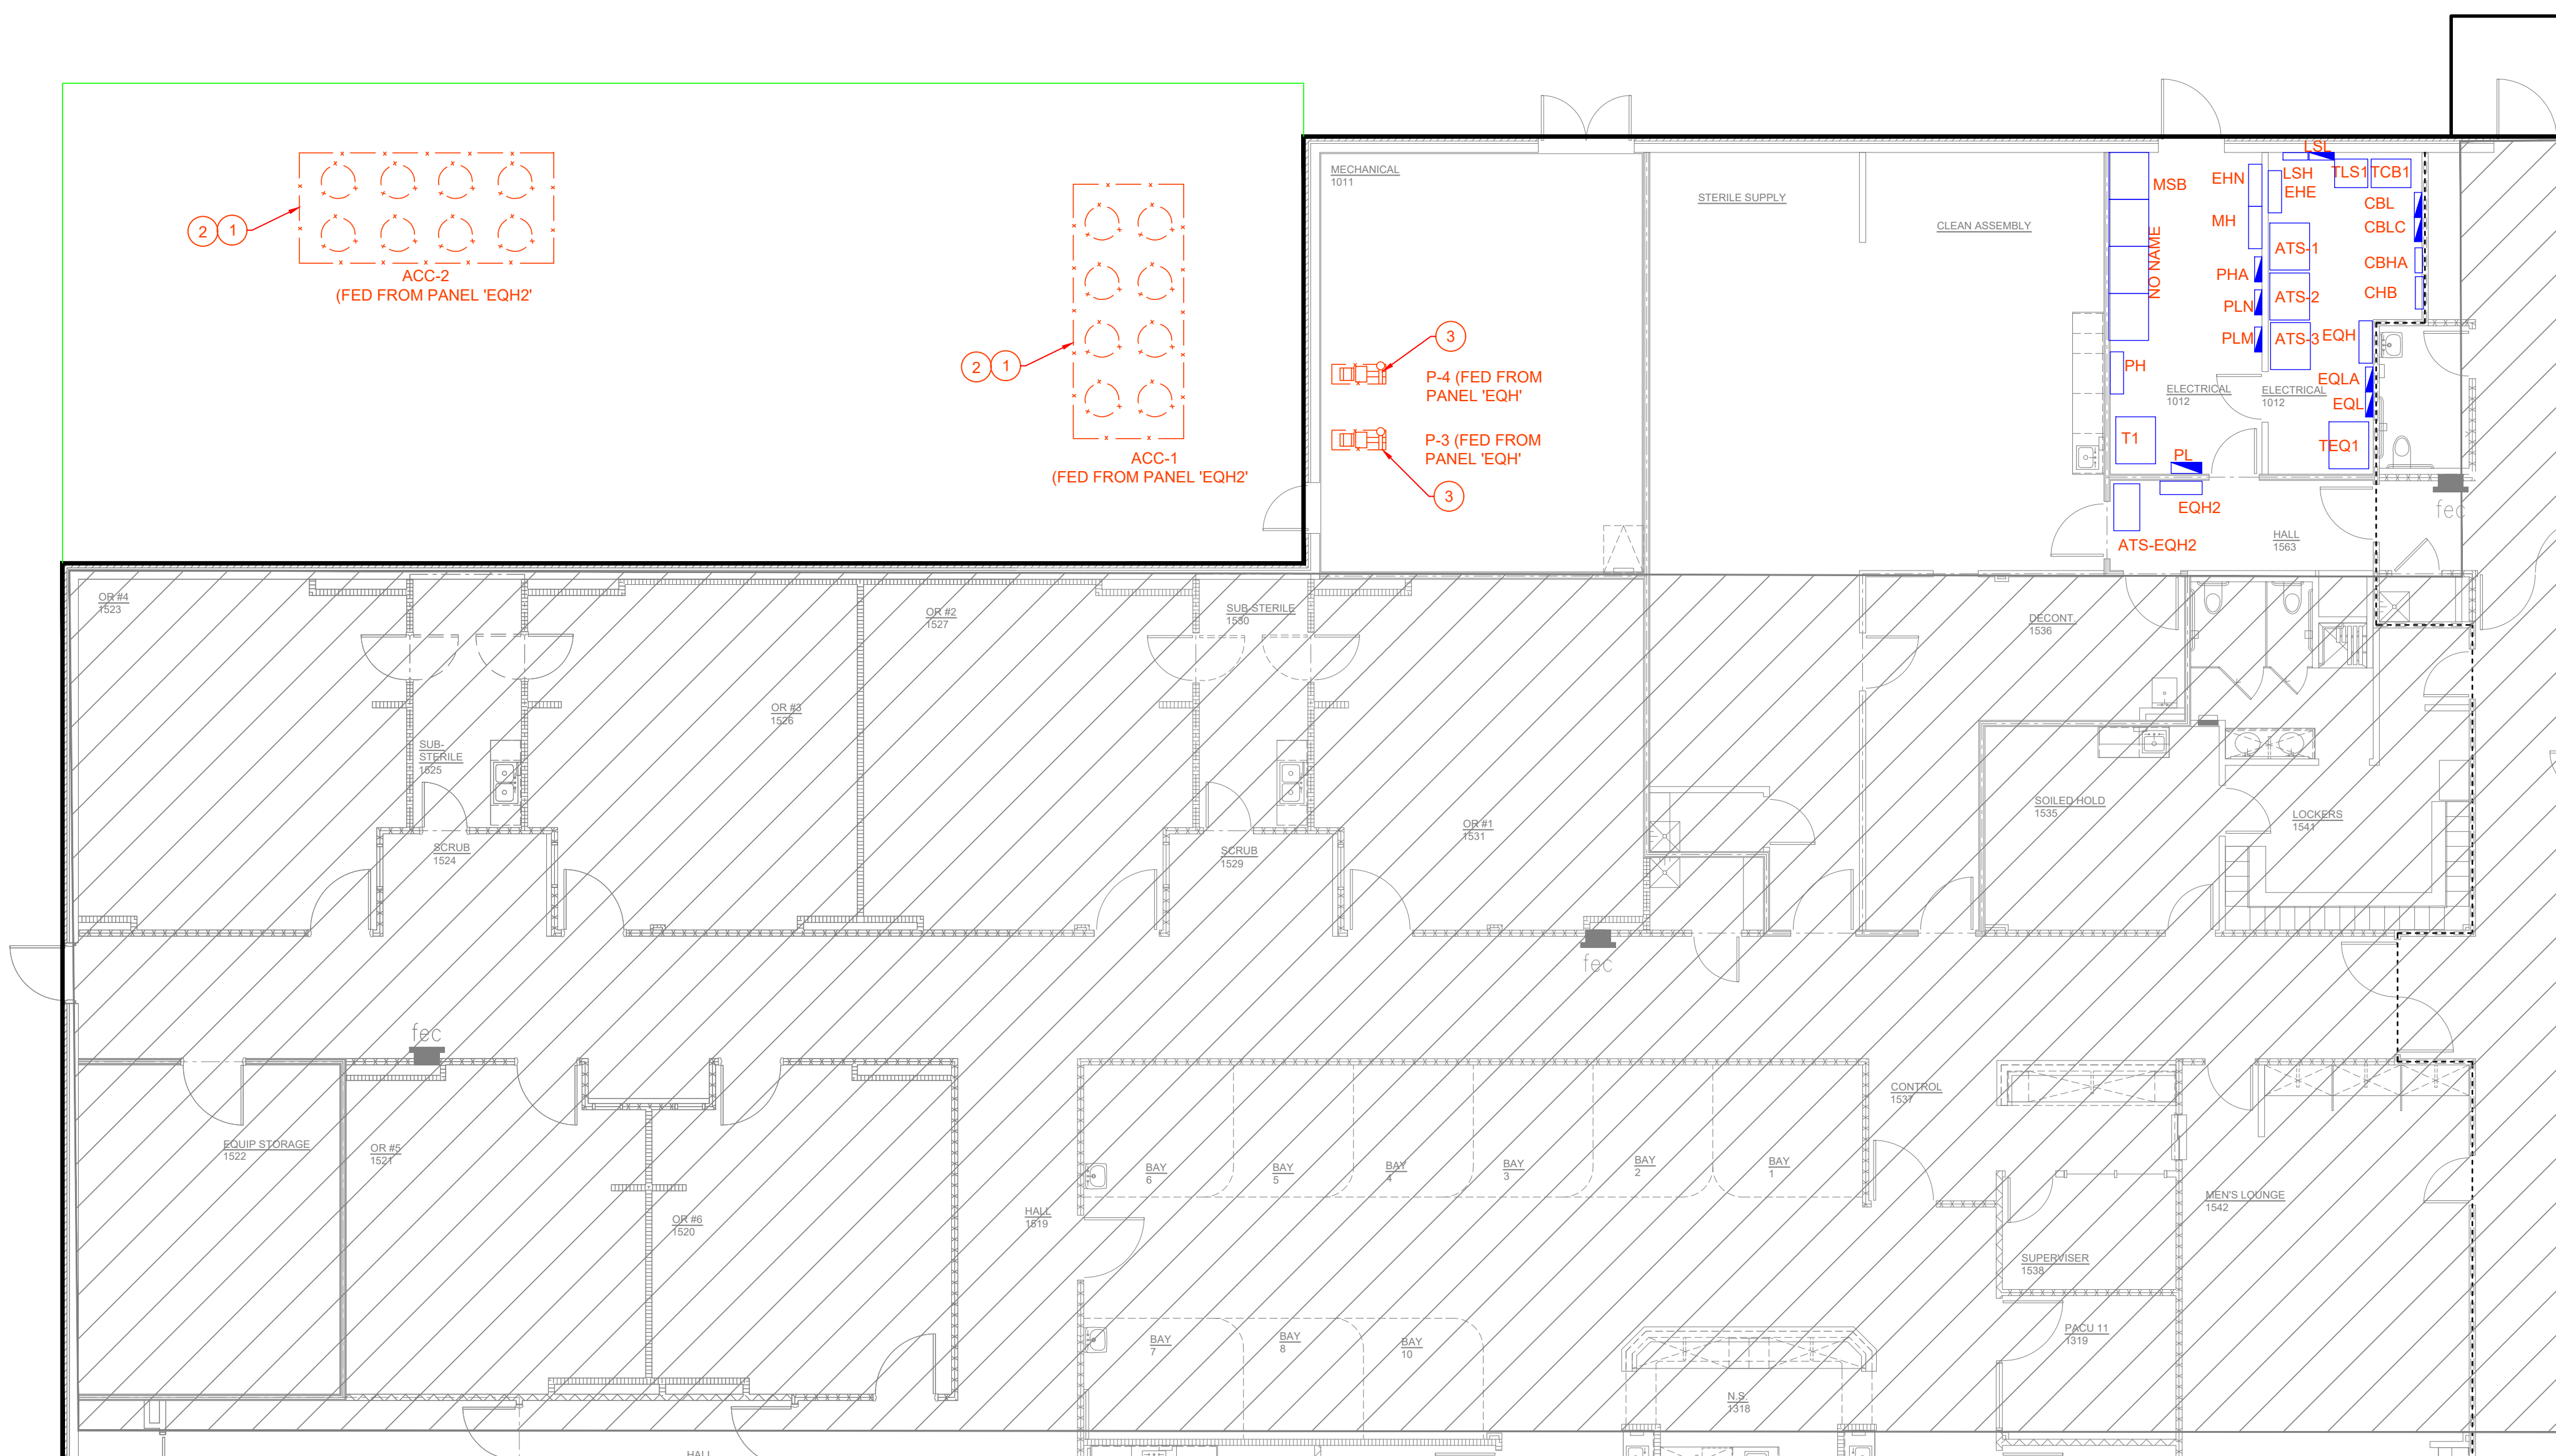 2
1
ACC-2
(FED FROM PANEL 'EQH2'
2
1
ACC-1
(FED FROM PANEL 'EQH2'
MECHANICAL
1011
3
P-4 (FED FROM
PANEL 'EQH'
P-3 (FED FROM
PANEL 'EQH'
3
STERILE SUPPLY
CLEAN ASSEMBLY
MSB
NO NAME
PH
T1
PL
EHN
MH
PHA
PLN
PLM
ELECTRICAL
1012
LSL
LSH
EHE
TLS1
TCB1
CBL
CBLC
CBHA
CHB
ATS-1
ATS-2
ATS-3
EQH
EQLA
EQL
ELECTRICAL
1012
TEQ1
EQH2
ATS-EQH2
HALL
1563
fec
OR #4
1523
SUB-
STERILE
1525
SCRUB
1524
OR #3
1526
OR #2
1527
SUB-STERILE
1530
SCRUB
1529
OR #1
1531
DECONT.
1536
SOILED HOLD
1535
LOCKERS
1541
fec
fec
EQUIP STORAGE
1522
OR #5
1521
OR #6
1520
HALL
1519
BAY
6
BAY
5
BAY
4
BAY
3
BAY
2
BAY
1
CONTROL
1537
MEN'S LOUNGE
1542
SUPERVISER
1538
PACU 11
1319
BAY
7
BAY
8
BAY
10
N.S.
1318
HALL